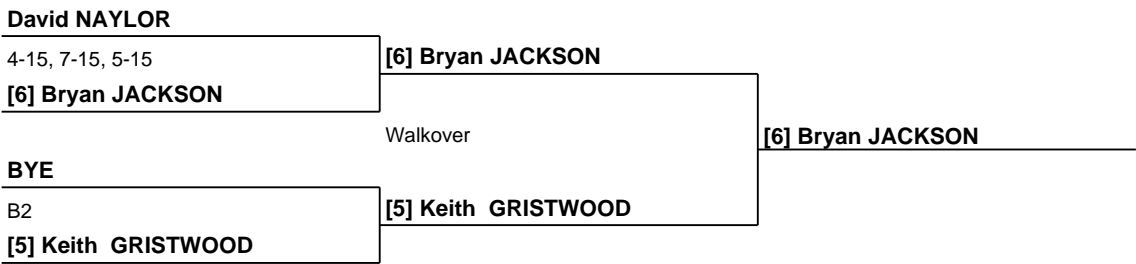 David NAYLOR
4-15, 7-15, 5-15
[6] Bryan JACKSON
[6] Bryan JACKSON
Walkover
[6] Bryan JACKSON
BYE
B2
[5] Keith  GRISTWOOD
[5] Keith  GRISTWOOD